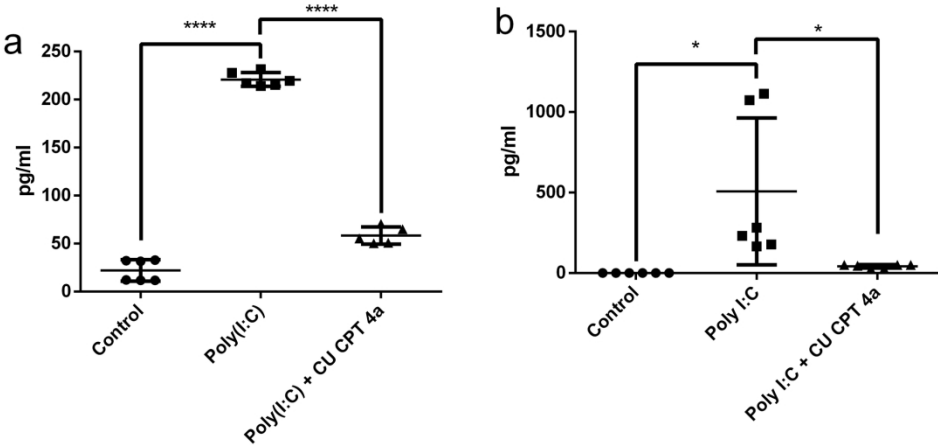 a
****
****
250
200
150
100
50
0
pg/ml
Control
Poly(I:C)
Poly(I:C) + CU CPT 4a
b
*
*
1500
1000
500
0
pg/ml
Control
Poly I:C
Poly I:C + CU CPT 4a